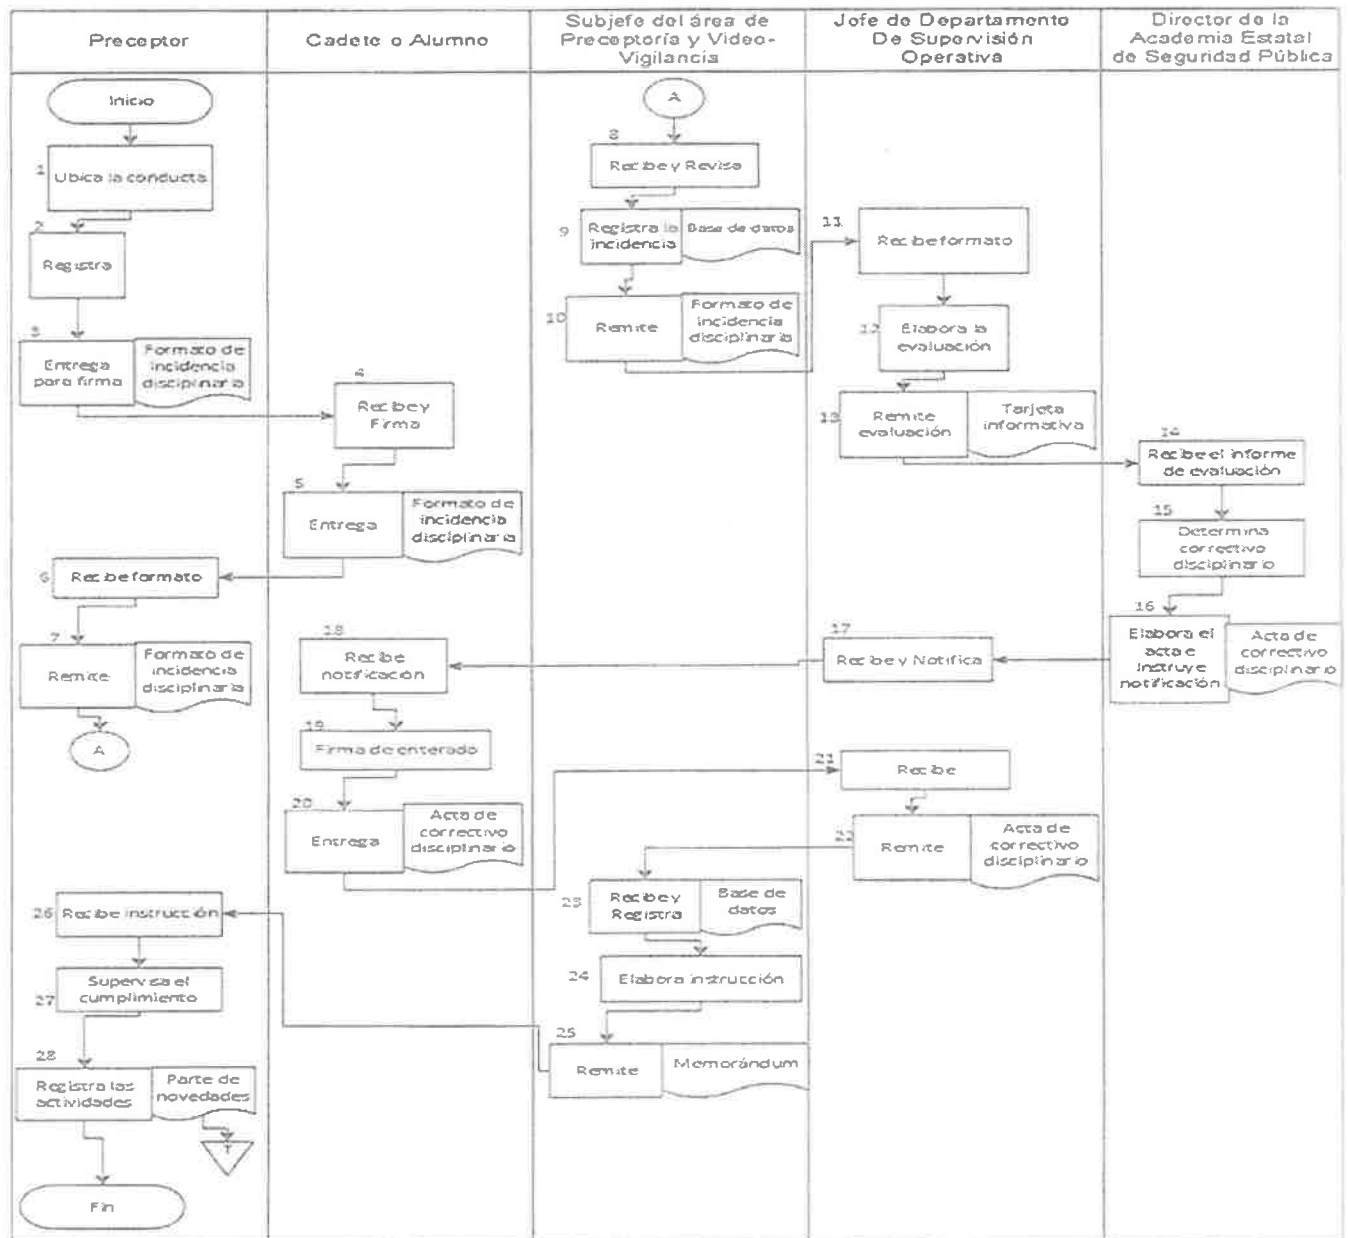 Preceptor
Cadete o Alumno
Subjefe del área de
Preceptoría y Video-
Vigilancia
Jefe de Departamento
De Supervisión
Operativa
Director de la
Academia Estatal
de Seguridad Pública
Inicio
1
Ubica la conducta
2
Registra
3
Entrega
para firma
Formato de
incidencia
disciplinaria
4
Recibe y
Firma
5
Entrega
Formato de
incidencia
disciplinaria
6
Recibe formato
7
Remite
Formato de
incidencia
disciplinaria
A
A
8
Recibe y Revisa
9
Registra la
incidencia
Base de datos
10
Remite
Formato de
incidencia
disciplinaria
11
Recibe formato
12
Elabora la
evaluación
13
Remite
evaluación
Tarjeta
informativa
14
Recibe el informe
de evaluación
15
Determina
correctivo
disciplinario
16
Elabora el
acta e
instruye
notificación
Acta de
correctivo
disciplinario
17
Recibe y Notifica
18
Recibe
notificación
19
Firma de enterado
20
Entrega
Acta de
correctivo
disciplinario
21
Recibe
22
Remite
Acta de
correctivo
disciplinario
23
Recibe y
Registra
Base de
datos
24
Elabora instrucción
25
Remite
Memorándum
26
Recibe instrucción
27
Supervisa el
cumplimiento
28
Registra las
actividades
Parte de
novedades
T
Fin